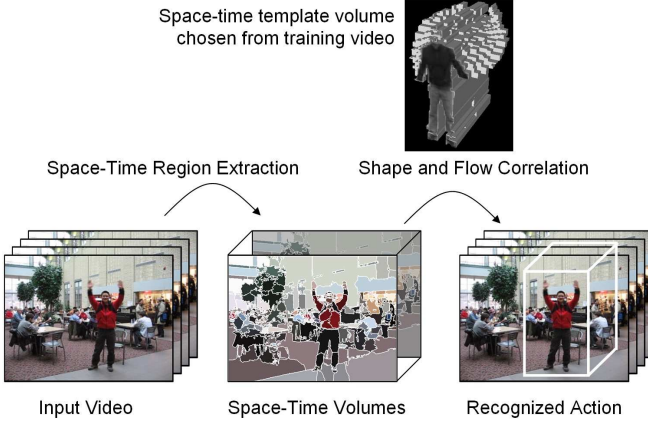 Space-time template volume
chosen from training video
Space-Time Region Extraction
Shape and Flow Correlation
Input Video
Space-Time Volumes
Recognized Action